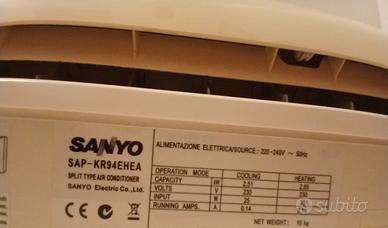 SANYO
SAP-KR94EHEA
SPLIT TYPE AIR CONDITIONER
SANYO Electric Co.,Ltd.
ALIMENTAZIONE ELETTRICA/SOURCE: 220-240V ~ 50Hz
OPERATION MODE COOLING HEATING
CAPACITY kW 2.51 2.85
VOLTS V 230 230
INPUT W 25
RUNNING AMPS. A 0.14
NET WEIGHT: 10 kg
subito